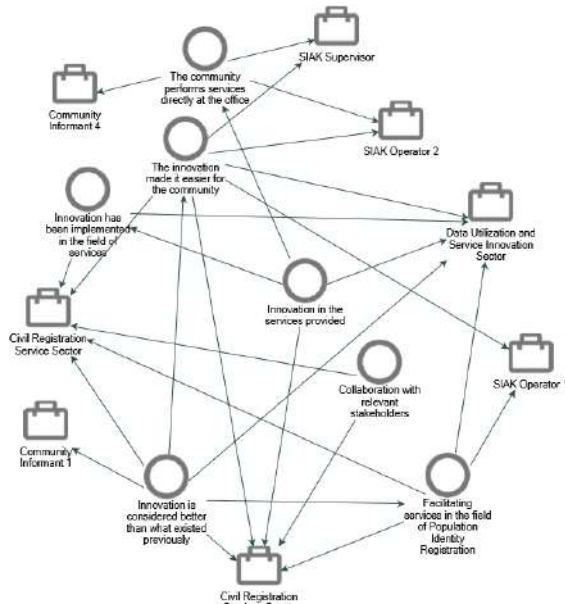 SIAK Supervisor
The community
performs services
directly at the office
Community
Informant 4
SIAK Operator 2
The innovation
made it easier for
the community
Innovation has
been implemented
in the field of
services
Data Utilization and
Service Innovation
Sector
Innovation in the
services provided
Civil Registration
Service Sector
Collaboration with
relevant
stakeholders
SIAK Operator
Community
Informant 1
Innovation is
considered better
than what existed
previously
Facilitating
services in the field
of Population
Identity
Registration
Civil Registration